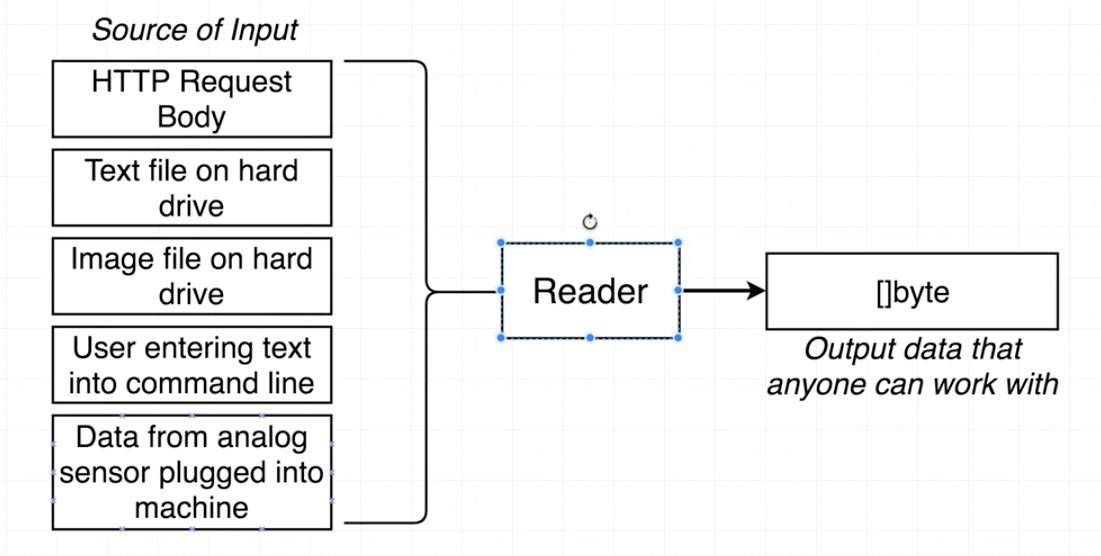 Source of Input
HTTP Request
Body
Text file on hard
drive
Image file on hard
drive
User entering text
into command line
Data from analog
sensor plugged into
machine
Reader
[]byte
Output data that
anyone can work with